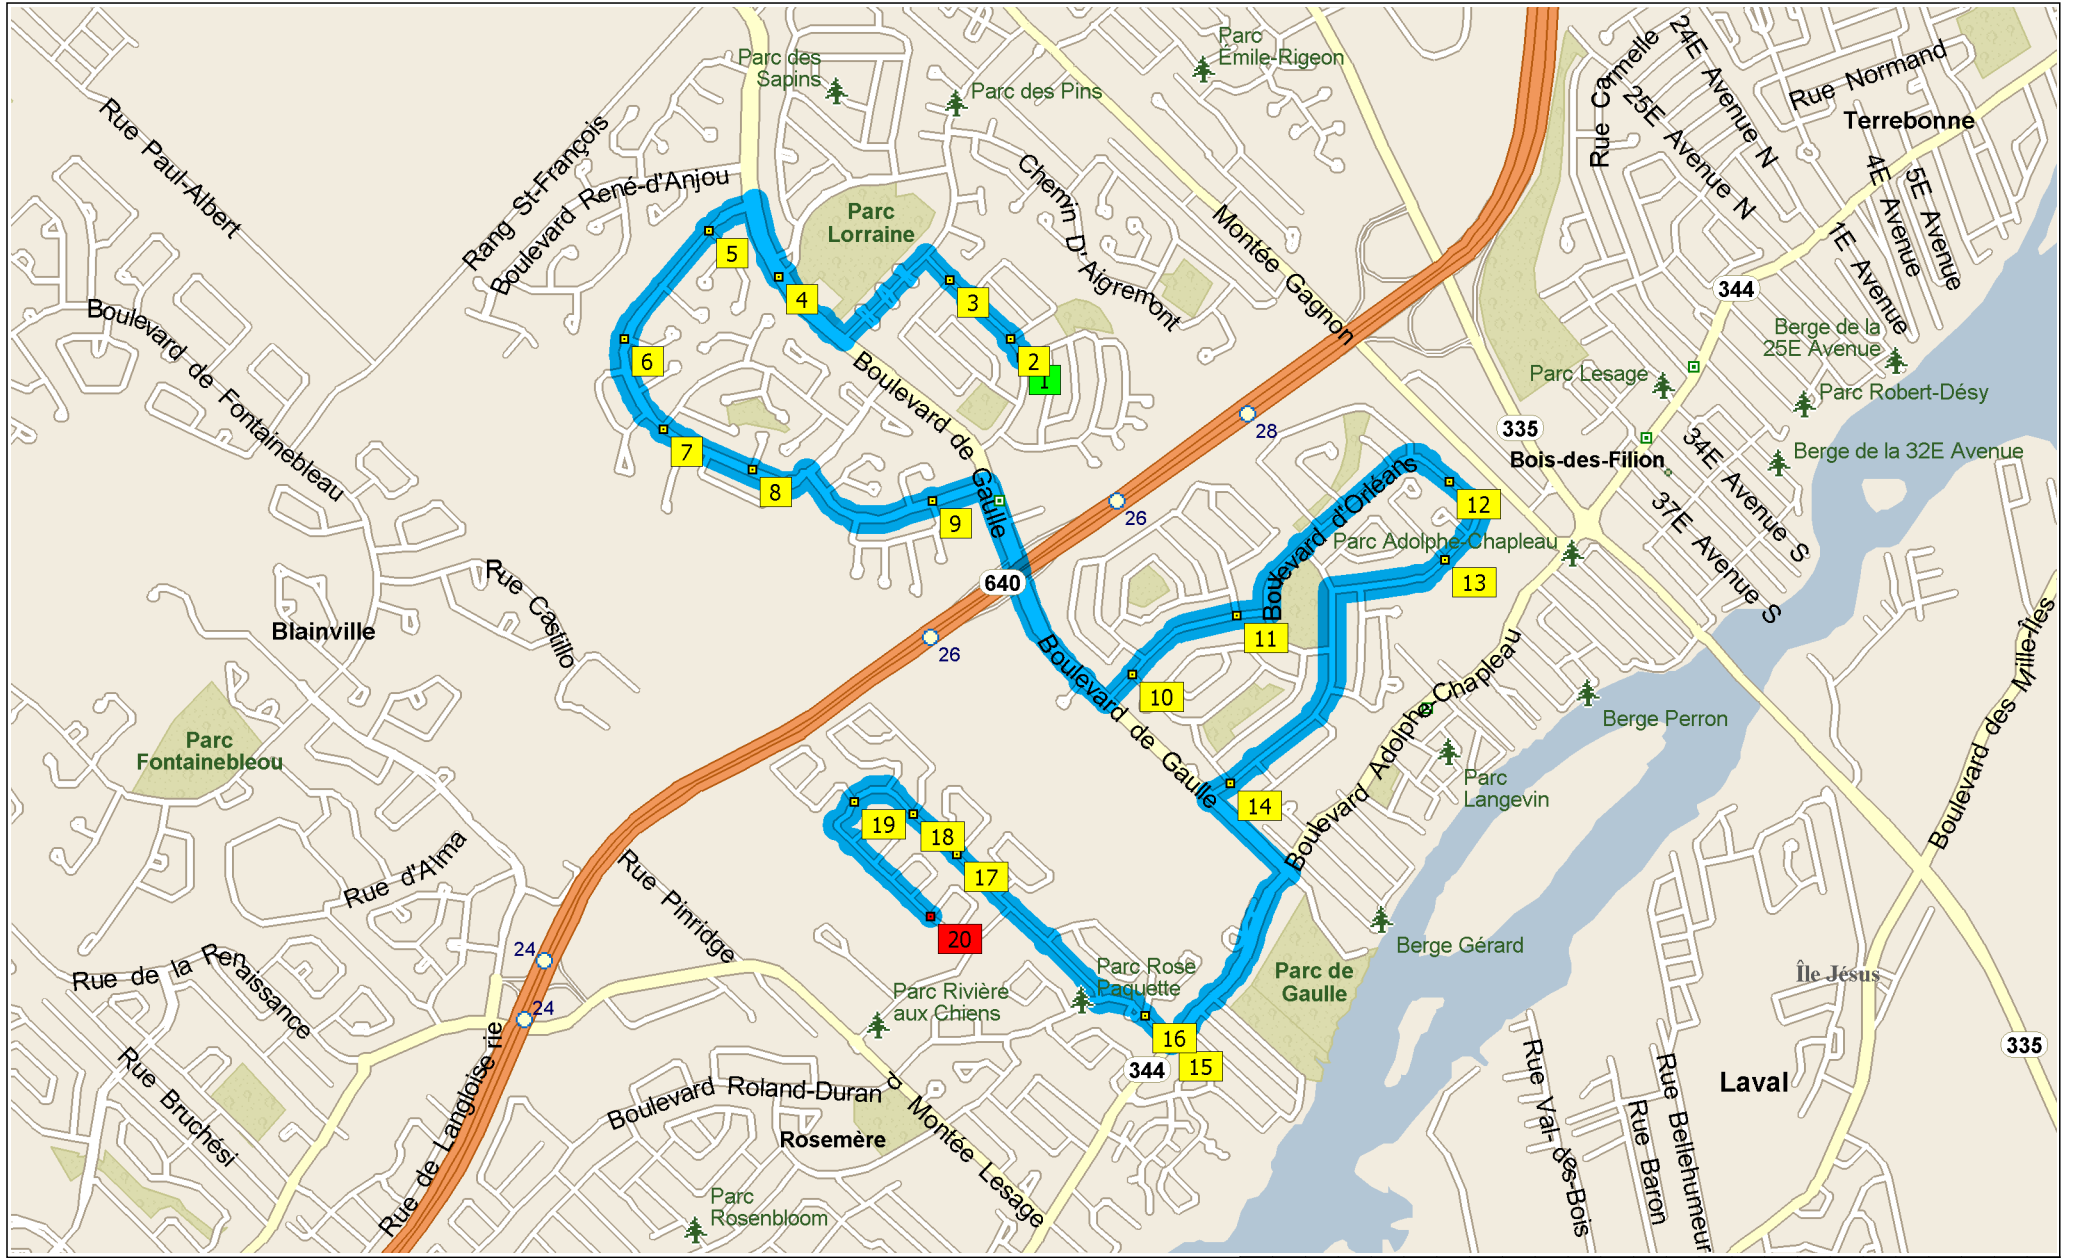 Parc
Émile-Rigeon
Parc des
Sapins
Parc des Pins
24E Avenue N
Rue Carmelle
Rue Normand
25E Avenue N
Terrebonne
Rue Paul-Albert
Rang St-François
Boulevard René-d'Anjou
Chemin D'Aigremont
4E Avenue
5E Avenue
1E Avenue
Parc
Lorraine
Montée Gagnon
344
5
4
3
2
1
6
7
8
9
Boulevard de Fontainebleau
Boulevard de Gaulle
Berge de la
25E Avenue
Parc Lesage
Parc Robert-Désy
335
28
Bois-des-Filion
34E Avenue S
Berge de la 32E Avenue
37E Avenue S
26
12
Boulevard d'Orléans
Parc Adolphe-Chapleau
13
640
Rue Castillo
Blainville
11
26
10
Boulevard de Gaulle
Boulevard Adolphe-Chapleau
Berge Perron
Boulevard des Mille-Îles
Parc
Fontainebleou
Parc
Langevin
14
19
18
17
20
Rue d'Alma
Rue Pinridge
Berge Gérard
24
24
Rue de la Renaissance
Parc Rose
Paquette
Parc de
Gaulle
Île Jésus
Parc Rivière
aux Chiens
16
15
344
335
Rue de Langloiserie
Rue Bruchési
Boulevard Roland-Durand
Montée Lesage
Rosemère
Laval
Rue Val-des-Bois
Rue Baron
Rue Bellehumeur
Parc
Rosenbloom